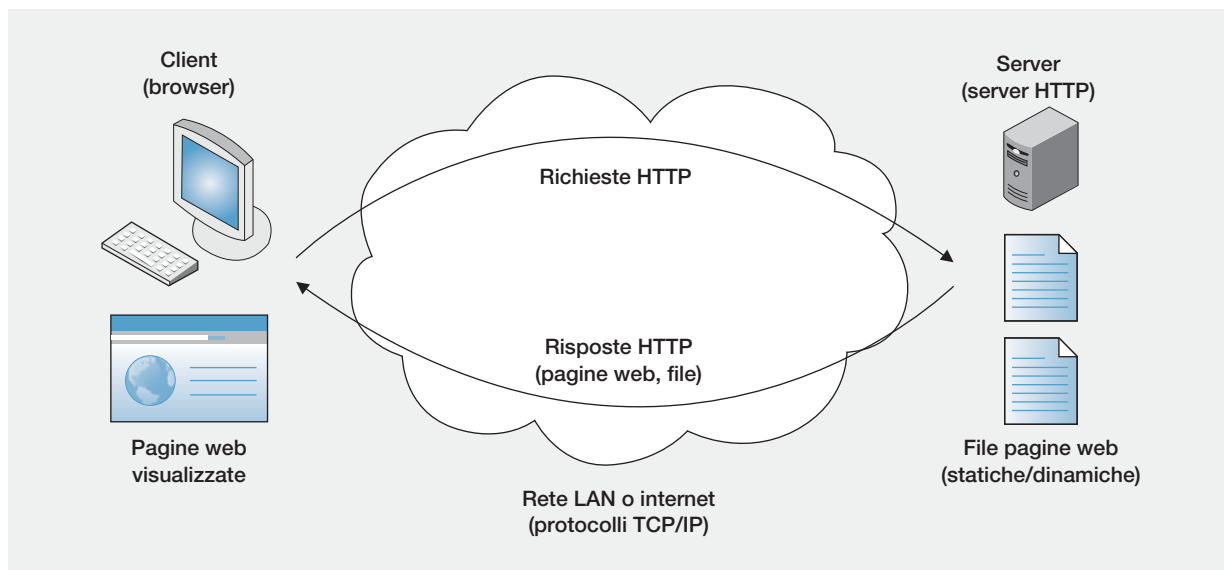 Client
(browser)
Server
(server HTTP)
Richieste HTTP
Risposte HTTP
(pagine web, file)
Pagine web
visualizzate
File pagine web
(statiche/dinamiche)
Rete LAN o internet
(protocolli TCP/IP)